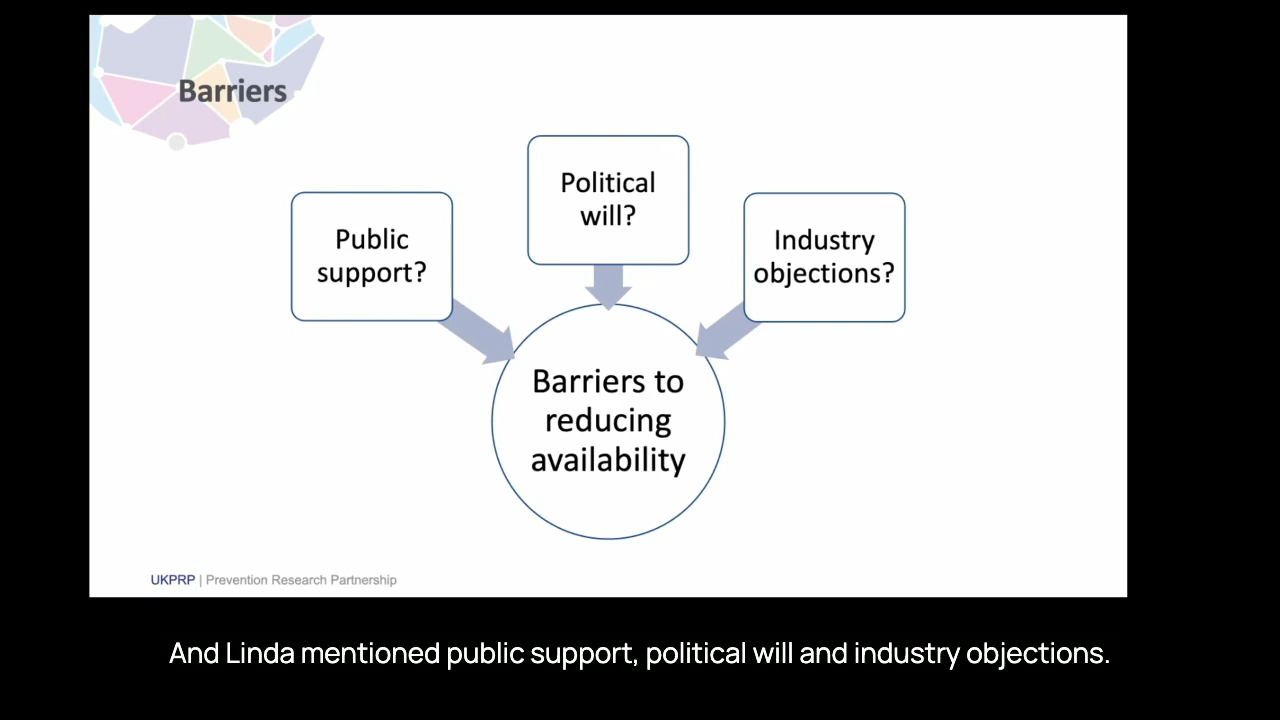 Barriers
Political
will?
Public
support?
Industry
objections?
Barriers to
reducing
availability
UKPRP | Prevention Research Partnership
And Linda mentioned public support, political will and industry objections.